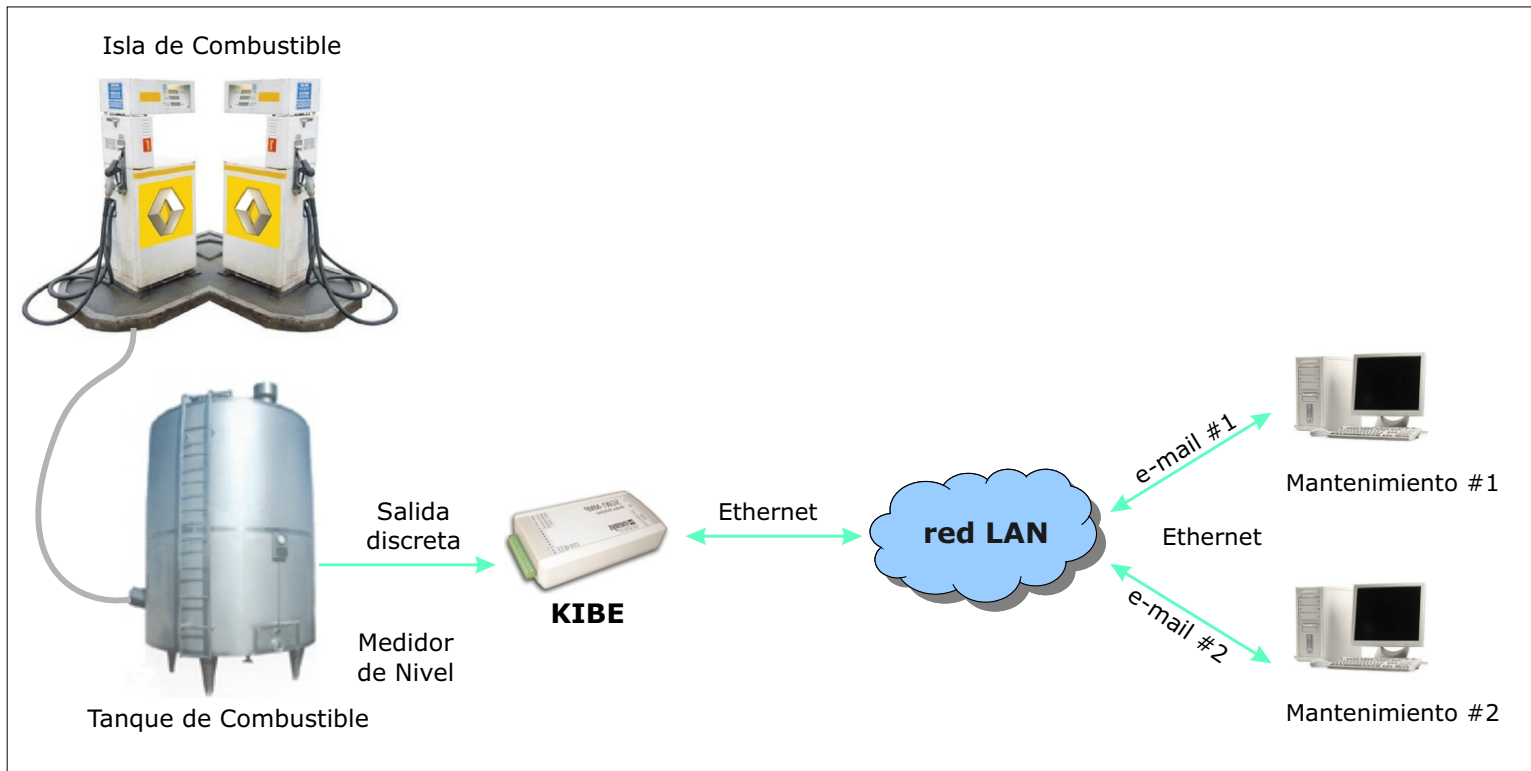 Isla de Combustible
Salida
discreta
Medidor
de Nivel
Tanque de Combustible
KIBE
Ethernet
red LAN
e-mail #1
Ethernet
e-mail #2
Mantenimiento #1
Mantenimiento #2